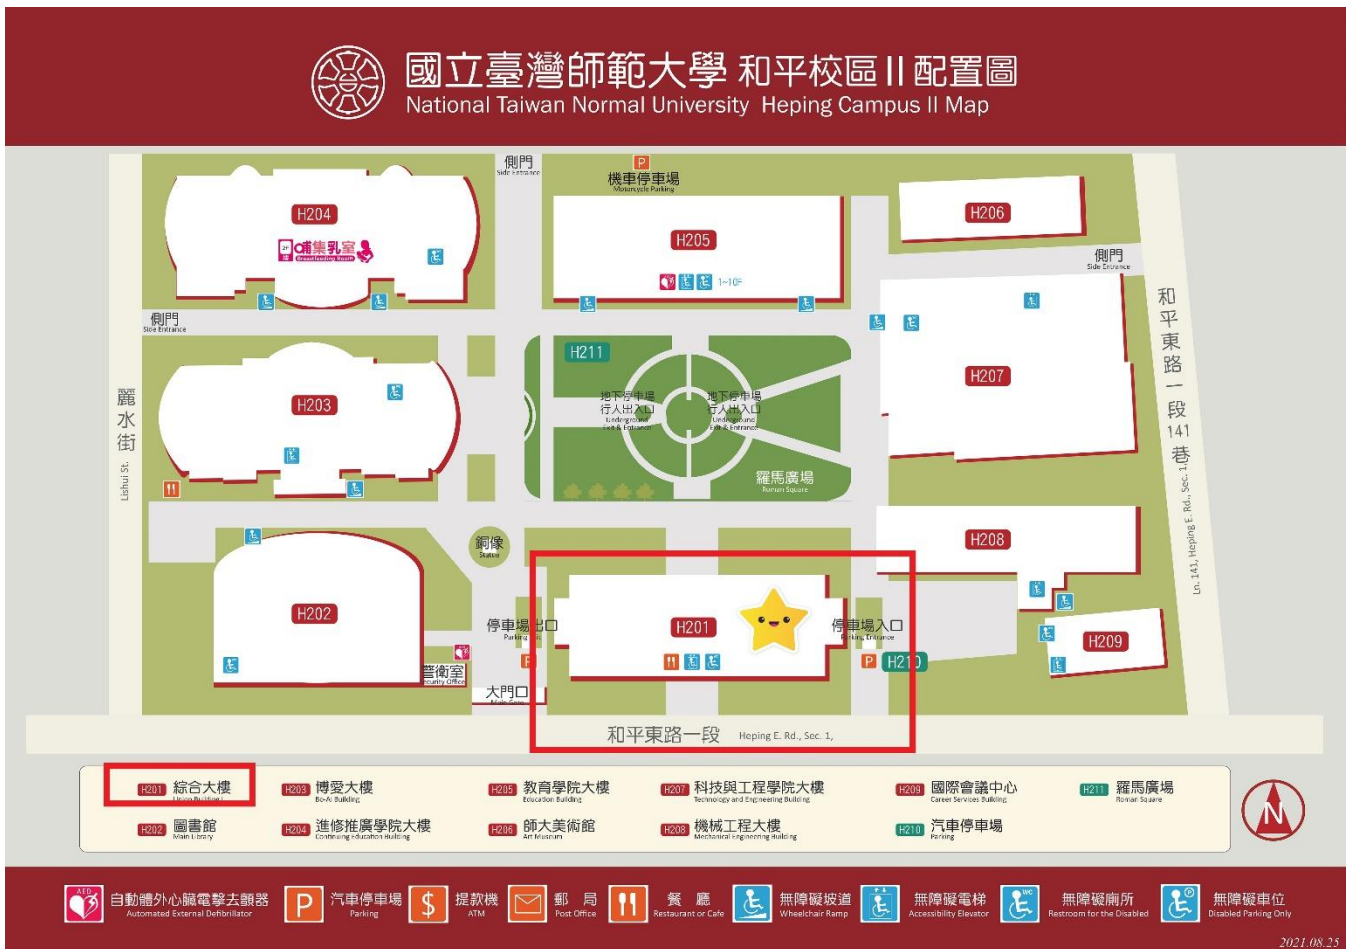 國立臺灣師範大學 和平校區 II 配置圖
National Taiwan Normal University Heping Campus II Map
側門
Side Entrance
P
機車停車場
Motorcycle Parking
H204
2F
哺集乳室
Breastfeeding Room
H205
1~10F
H206
側門
Side Entrance
側門
Side Entrance
H211
地下停車場
行人出入口
Underground
Exit & Entrance
地下停車場
行人出入口
Underground
Exit & Entrance
羅馬廣場
Roman Square
H203
H207
麗水街 Lishui St.
和平東路一段141巷 Ln. 141, Heping E. Rd., Sec. 1,
銅像
Statue
H208
H202
停車場出口
H201
停車場入口
Parking Entrance
P
P
H210
H209
警衛室
Security Office
大門口
和平東路一段 Heping E. Rd., Sec. 1,
H201 綜合大樓
H203 博愛大樓
Bo-Ai Building
H205 教育學院大樓
Education Building
H207 科技與工程學院大樓
Technology and Engineering Building
H209 國際會議中心
Career Services Building
H211 羅馬廣場
Roman Square
H202 圖書館
Main Library
H204 進修推廣學院大樓
Continuing Education Building
H206 師大美術館
Art Museum
H208 機械工程大樓
Mechanical Engineering Building
H210 汽車停車場
Parking
N
AED
自動體外心臟電擊去顫器
Automated External Defibrillator
P
汽車停車場
Parking
$
提款機
ATM
郵局
Post Office
餐廳
Restaurant or Cafe
無障礙坡道
Wheelchair Ramp
無障礙電梯
Accessibility Elevator
WC
無障礙廁所
Restroom for the Disabled
P
無障礙車位
Disabled Parking Only
2021.08.25